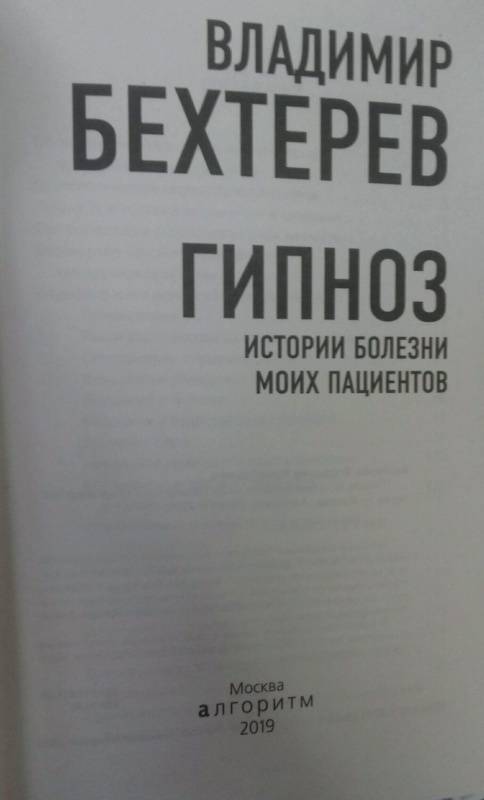 ВЛАДИМИР
БЕХТЕРЕВ
ГИПНОЗ
ИСТОРИИ БОЛЕЗНИ
МОИХ ПАЦИЕНТОВ
Москва
алгоритм
2019